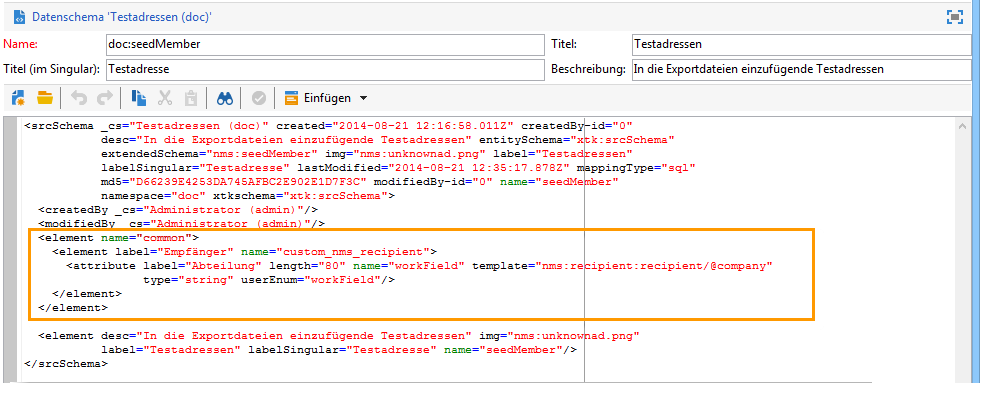 Datenschema 'Testadressen (doc)'
Name: doc:seedMember Titel: Testadressen
Titel (im Singular): Testadresse Beschreibung: In die Exportdateien einzufügende Testadressen
Einfügen
<srcSchema _cs="Testadressen (doc)" created="2014-08-21 12:16:58.011Z" createdBy-id="0"
desc="In die Exportdateien einzufügende Testadressen" entitySchema="xtk:srcSchema"
extendedSchema="nms:seedMember" img="nms:unknownad.png" label="Testadressen"
labelSingular="Testadresse" lastModified="2014-08-21 12:35:17.878Z" mappingType="sql"
md5="D66239E4253DA745AFBC2E902E1D7F3C" modifiedBy-id="0" name="seedMember"
namespace="doc" xtkschema="xtk:srcSchema">
<createdBy _cs="Administrator (admin)"/>
<modifiedBy _cs="Administrator (admin)"/>
<element name="common">
<element label="Empfänger" name="custom_nms_recipient">
<attribute label="Abteilung" length="80" name="workField" template="nms:recipient:recipient/@company"
type="string" userEnum="workField"/>
</element>
</element>
<element desc="In die Exportdateien einzufügende Testadressen" img="nms:unknownad.png"
label="Testadressen" labelSingular="Testadresse" name="seedMember"/>
</srcSchema>